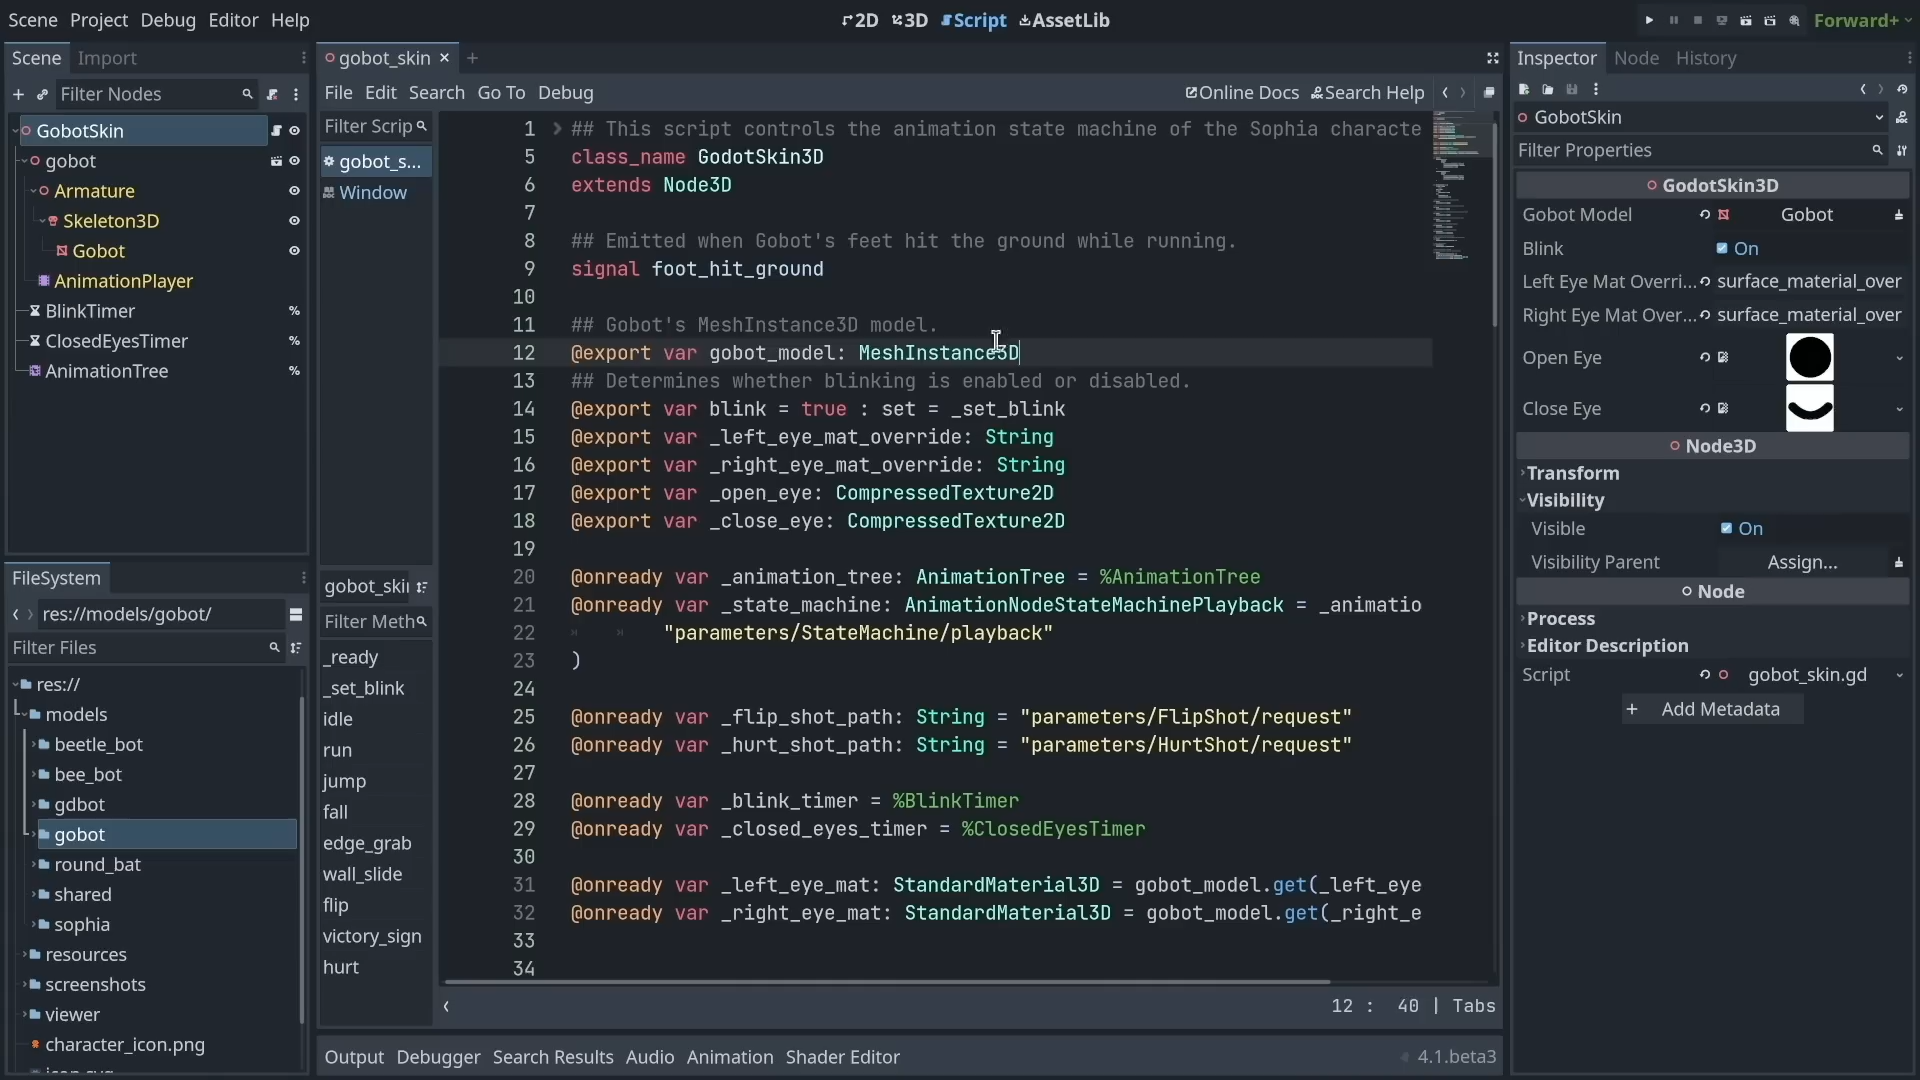 Scene Project Debug Editor Help
2D 3D Script AssetLib
Forward+
Scene Import
Filter Nodes
GobotSkin
gobot
Armature
Skeleton3D
Gobot
AnimationPlayer
BlinkTimer
ClosedEyesTimer
AnimationTree
FileSystem
res://models/gobot/
Filter Files
res://
models
beetle_bot
bee_bot
gdbot
gobot
round_bat
shared
sophia
resources
screenshots
viewer
character_icon.png
gobot_skin
File Edit Search Go To Debug
Online Docs Search Help
Filter Scrip
gobot_s...
Window
gobot_skin
Filter Meth
_ready
_set_blink
idle
run
jump
fall
edge_grab
wall_slide
flip
victory_sign
hurt
1 ## This script controls the animation state machine of the Sophia characte
5 class_name GodotSkin3D
6 extends Node3D
7
8 ## Emitted when Gobot's feet hit the ground while running.
9 signal foot_hit_ground
10
11 ## Gobot's MeshInstance3D model.
12 @export var gobot_model: MeshInstance3D
13 ## Determines whether blinking is enabled or disabled.
14 @export var blink = true : set = _set_blink
15 @export var _left_eye_mat_override: String
16 @export var _right_eye_mat_override: String
17 @export var _open_eye: CompressedTexture2D
18 @export var _close_eye: CompressedTexture2D
19
20 @onready var _animation_tree: AnimationTree = %AnimationTree
21 @onready var _state_machine: AnimationNodeStateMachinePlayback = _animatio
22 "parameters/StateMachine/playback"
23 )
24
25 @onready var _flip_shot_path: String = "parameters/FlipShot/request"
26 @onready var _hurt_shot_path: String = "parameters/HurtShot/request"
27
28 @onready var _blink_timer = %BlinkTimer
29 @onready var _closed_eyes_timer = %ClosedEyesTimer
30
31 @onready var _left_eye_mat: StandardMaterial3D = gobot_model.get(_left_eye
32 @onready var _right_eye_mat: StandardMaterial3D = gobot_model.get(_right_e
33
34
12 : 40 | Tabs
Output Debugger Search Results Audio Animation Shader Editor
4.1.beta3
Inspector Node History
GobotSkin
Filter Properties
GodotSkin3D
Gobot Model Gobot
Blink On
Left Eye Mat Overri... surface_material_over
Right Eye Mat Over... surface_material_over
Open Eye
Close Eye
Node3D
Transform
Visibility
Visible On
Visibility Parent Assign...
Node
Process
Editor Description
Script gobot_skin.gd
+ Add Metadata